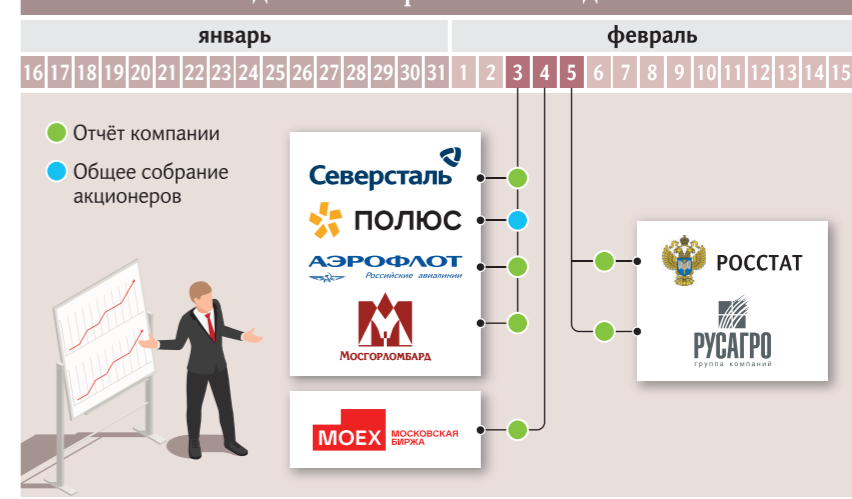 январь февраль
16 17 18 19 20 21 22 23 24 25 26 27 28 29 30 31 1 2 3 4 5 6 7 8 9 10 11 12 13 14 15
Отчёт компании
Общее собрание
акционеров
Северсталь
ПОЛЮС
АЭРОФЛОТ
Российские авиалинии
МОСГОРЛОМБАРД
MOEX МОСКОВСКАЯ
БИРЖА
РОССТАТ
РУСАГРО
группа компаний